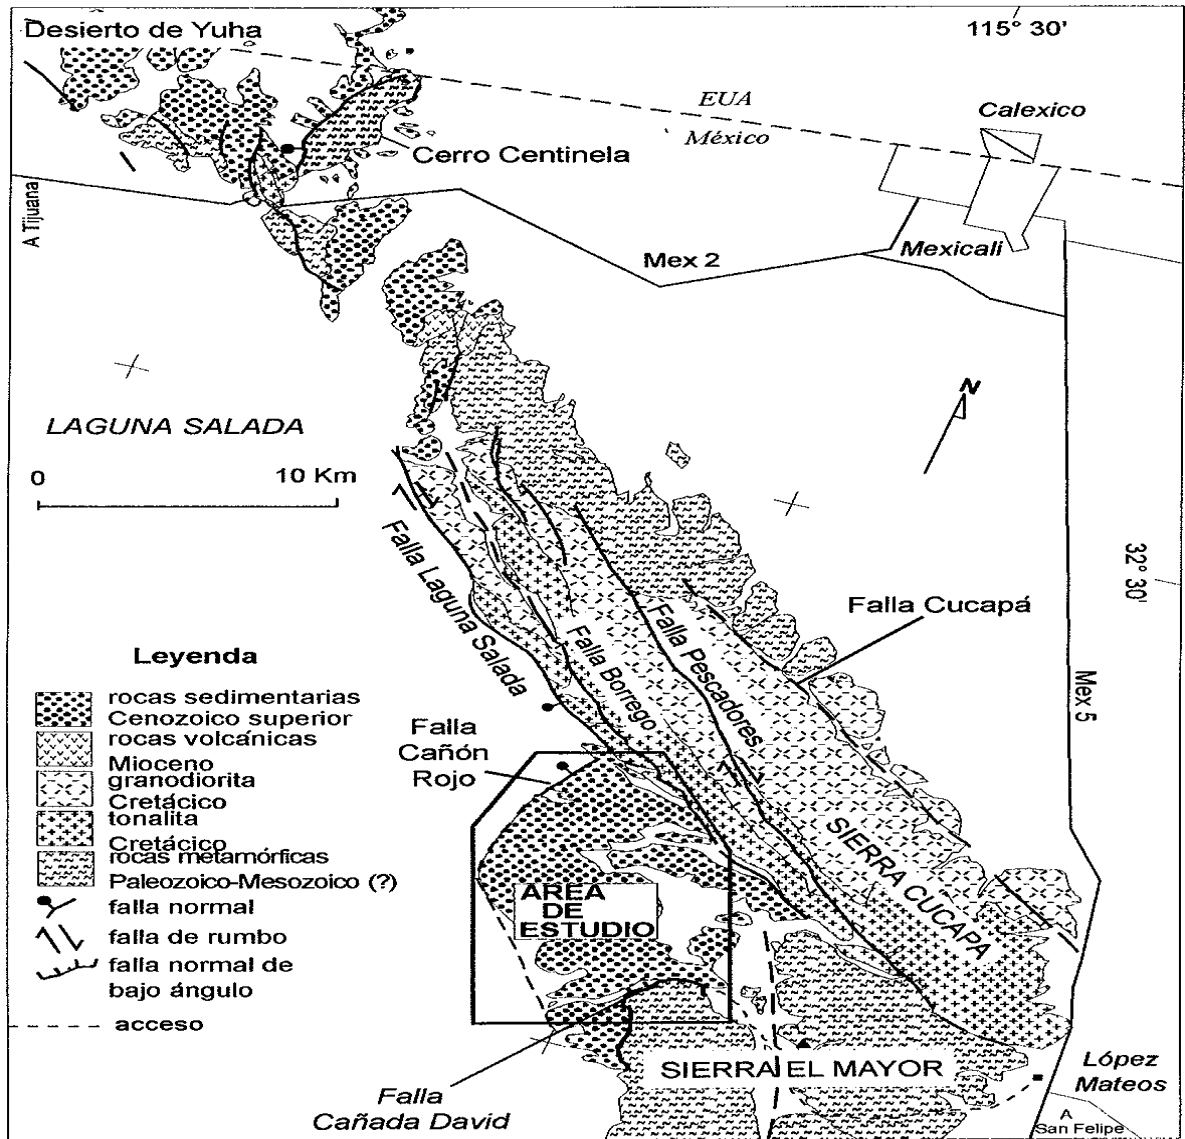 Desierto de Yuha
115° 30'
EUA
México
Calexico
Cerro Centinela
A Tijuana
Mex 2
Mexicali
N
LAGUNA SALADA
0
10 Km
32° 30'
Falla Laguna Salada
Falla Borrego
Falla Pescadores
Falla Cucapá
Mex 5
Leyenda
rocas sedimentarias
Cenozoico superior
rocas volcánicas
Mioceno
granodiorita
Cretácico
tonalita
Cretácico
rocas metamórficas
Paleozoico-Mesozoico (?)
falla normal
falla de rumbo
falla normal de
bajo ángulo
acceso
Falla
Cañón
Rojo
AREA
DE
ESTUDIO
SIERRA CUCAPA
SIERRA EL MAYOR
López
Mateos
A
San Felipe
Falla
Cañada David